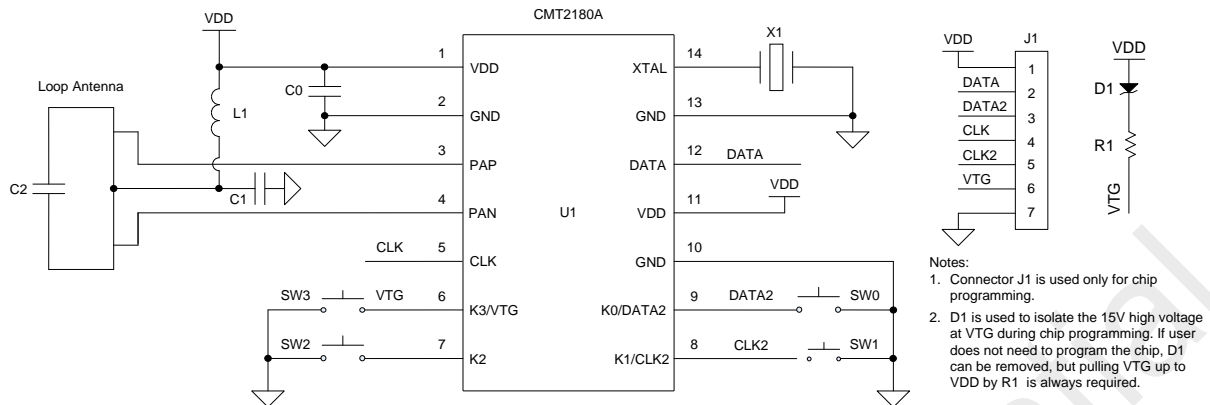 CMT2180A
VDD
Loop Antenna
C2
L1
C0
C1
U1
1
VDD
2
GND
3
PAP
4
PAN
CLK
5
CLK
SW3
VTG
6
K3/VTG
SW2
7
K2
X1
14
XTAL
13
GND
12
DATA
DATA
VDD
11
VDD
10
GND
9
K0/DATA2
DATA2
SW0
8
K1/CLK2
CLK2
SW1
J1
VDD
1
DATA
2
DATA2
3
CLK
4
CLK2
5
VTG
6
7
VDD
D1
R1
VTG
Notes:
1. Connector J1 is used only for chip
programming.
2. D1 is used to isolate the 15V high voltage
at VTG during chip programming. If user
does not need to program the chip, D1
can be removed, but pulling VTG up to
VDD by R1 is always required.